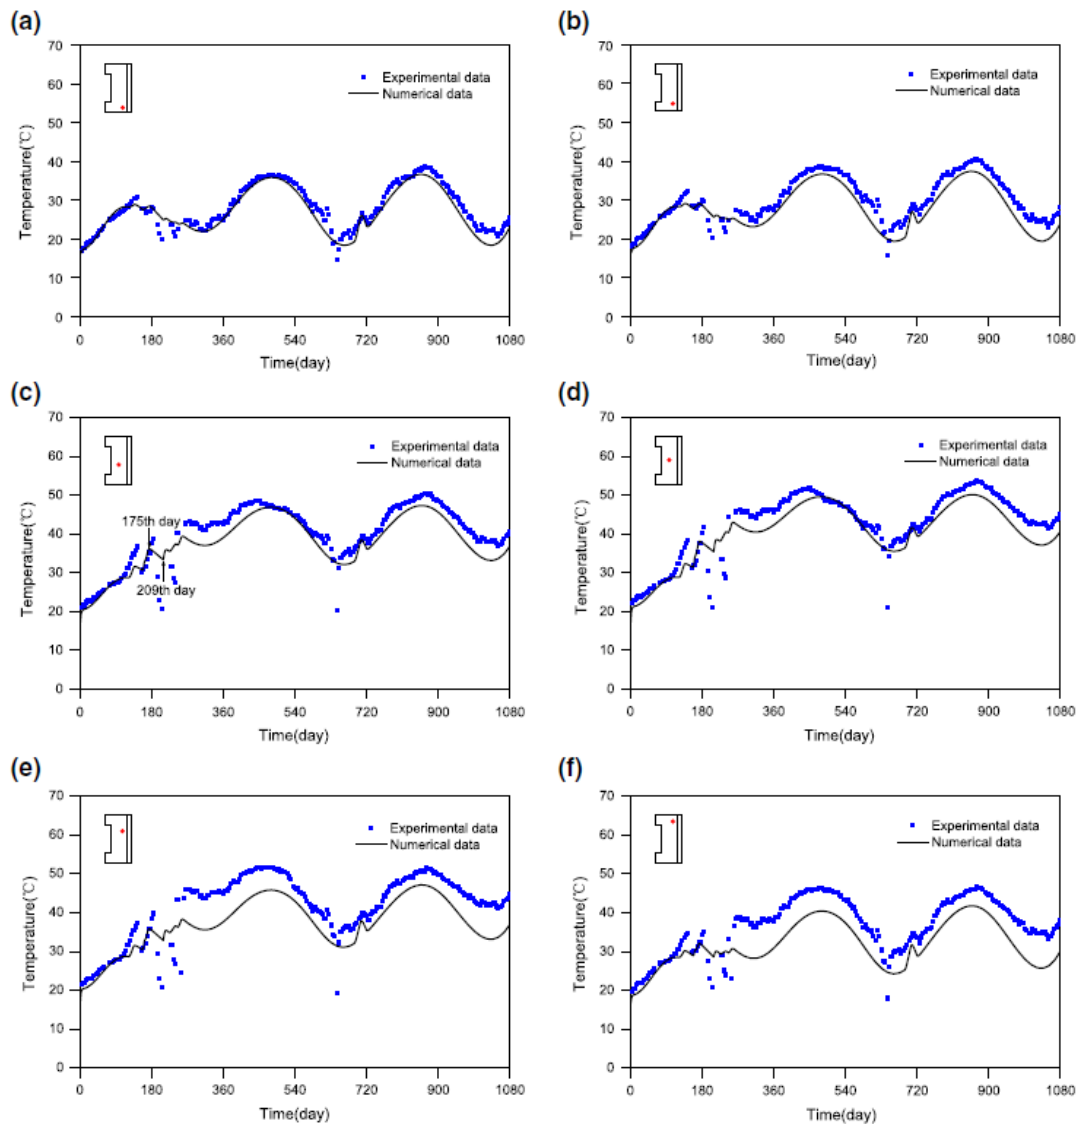 (a)
70
60
50
40
30
20
10
0
Temperature(℃)
Experimental data
Numerical data
0 180 360 540 720 900 1080
Time(day)
(b)
70
60
50
40
30
20
10
0
Temperature(℃)
Experimental data
Numerical data
0 180 360 540 720 900 1080
Time(day)
(c)
70
60
50
40
30
20
10
0
Temperature(℃)
Experimental data
Numerical data
175th day
209th day
0 180 360 540 720 900 1080
Time(day)
(d)
70
60
50
40
30
20
10
0
Temperature(℃)
Experimental data
Numerical data
0 180 360 540 720 900 1080
Time(day)
(e)
70
60
50
40
30
20
10
0
Temperature(℃)
Experimental data
Numerical data
0 180 360 540 720 900 1080
Time(day)
(f)
70
60
50
40
30
20
10
0
Temperature(℃)
Experimental data
Numerical data
0 180 360 540 720 900 1080
Time(day)